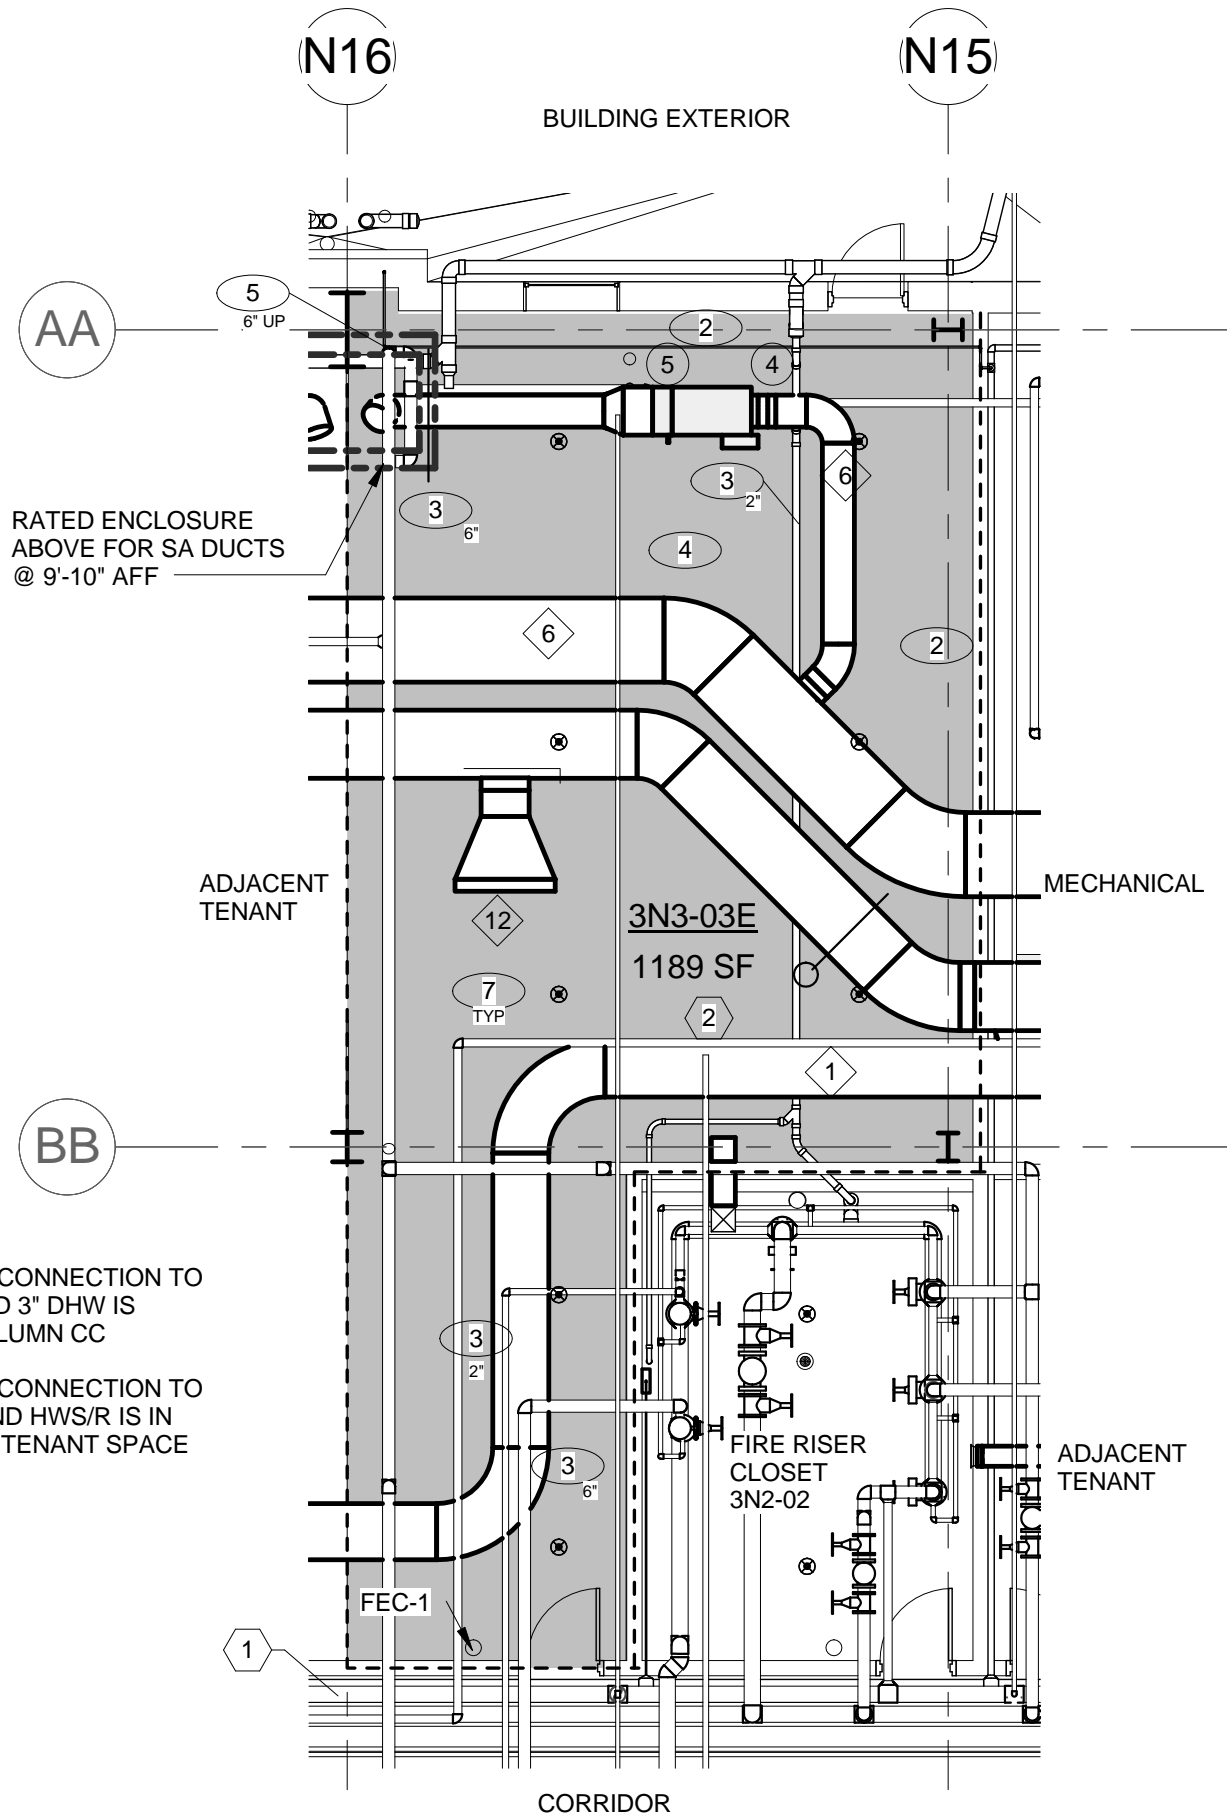 N16
N15
BUILDING EXTERIOR
5
6" UP
AA
2
5
4
3
2"
6
3
6"
RATED ENCLOSURE
ABOVE FOR SA DUCTS
@ 9'-10" AFF
4
6
2
ADJACENT
TENANT
MECHANICAL
12
3N3-03E
1189 SF
7
TYP
2
1
BB
CONNECTION TO
D 3" DHW IS
LUMN CC
3
2"
CONNECTION TO
ND HWS/R IS IN
TENANT SPACE
3
6"
FIRE RISER
CLOSET
3N2-02
ADJACENT
TENANT
FEC-1
1
CORRIDOR